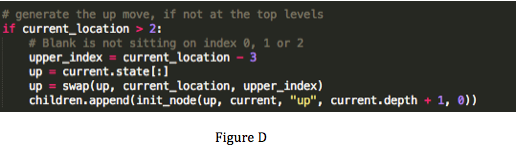 # generate the up move, if not at the top levels
if current_location > 2:
# Blank is not sitting on index 0, 1 or 2
upper_index = current_location - 3
up = current.state[:]
up = swap(up, current_location, upper_index)
children.append(init_node(up, current, "up", current.depth + 1, 0))
Figure D